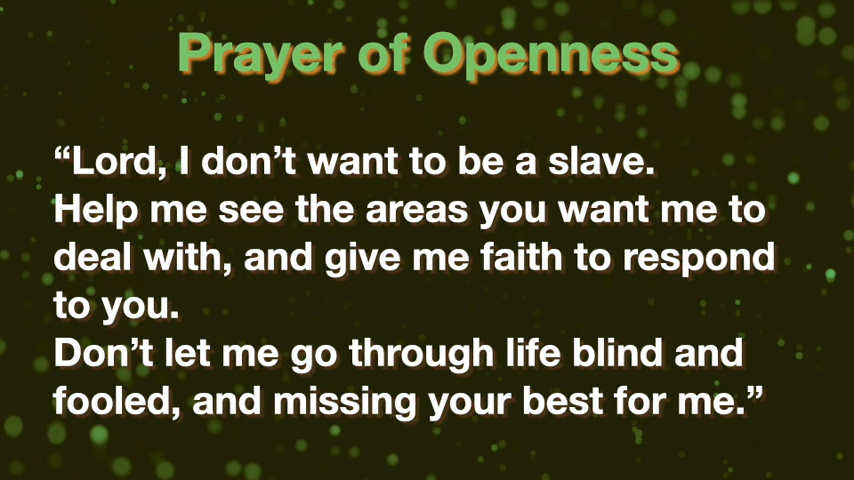 Prayer of Openness
“Lord, I don’t want to be a slave.
Help me see the areas you want me to
deal with, and give me faith to respond
to you.
Don’t let me go through life blind and
fooled, and missing your best for me.”